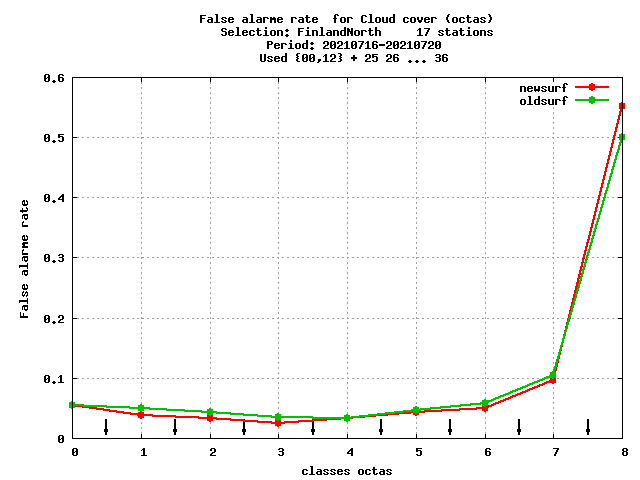 False alarme rate  for Cloud cover (octas)
Selection: FinlandNorth     17 stations
Period: 20210716-20210720
Used {00,12} + 25 26 ... 36
newsurf
oldsurf
False alarme rate
0.6
0.5
0.4
0.3
0.2
0.1
0
0 1 2 3 4 5 6 7 8
classes octas